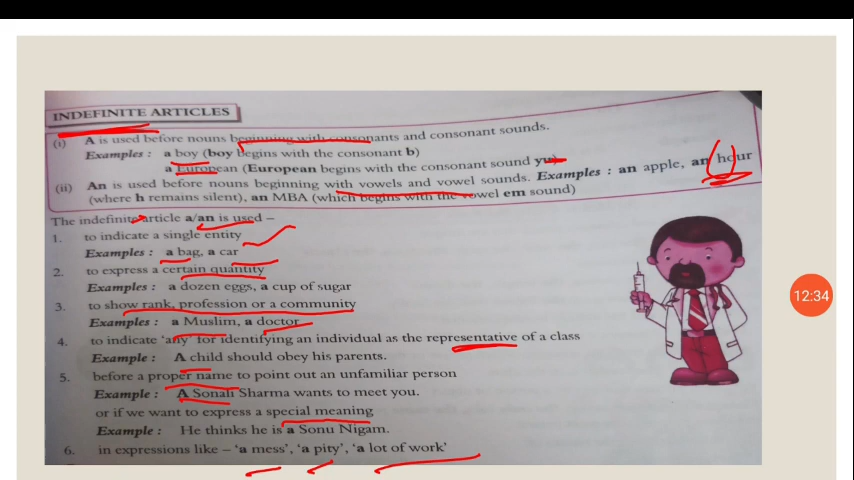 INDEFINITE ARTICLES
(i) A is used before nouns beginning with consonants and consonant sounds.
Examples : a boy (boy begins with the consonant b)
a European (European begins with the consonant sound yu)
(ii) An is used before nouns beginning with vowels and vowel sounds. Examples : an apple, an hour
(where h remains silent), an MBA (which begins with the vowel em sound)
The indefinite article a/an is used –
1. to indicate a single entity
Examples : a bag, a car
2. to express a certain quantity
Examples : a dozen eggs, a cup of sugar
3. to show rank, profession or a community
Examples : a Muslim, a doctor
4. to indicate 'any' for identifying an individual as the representative of a class
Example : A child should obey his parents.
5. before a proper name to point out an unfamiliar person
Example : A Sonali Sharma wants to meet you.
or if we want to express a special meaning
Example : He thinks he is a Sonu Nigam.
6. in expressions like – 'a mess', 'a pity', 'a lot of work'
12:34